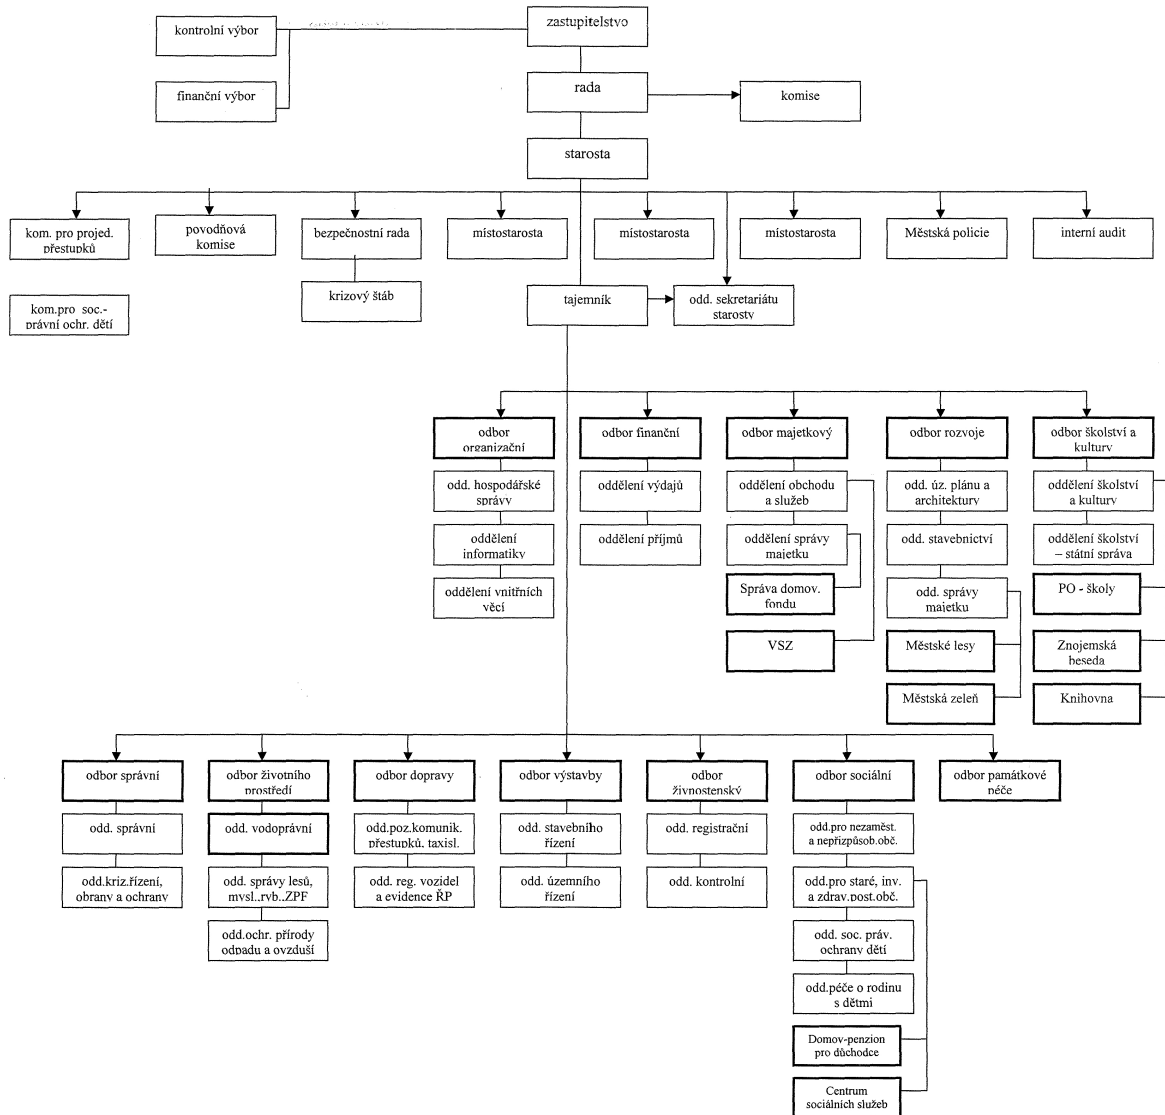 zastupitelstvo
kontrolní výbor
finanční výbor
rada
komise
starosta
kom. pro projed.
přestupků
povodňová
komise
bezpečnostní rada
místostarosta
místostarosta
místostarosta
Městská policie
interní audit
krizový štáb
kom.pro soc.-
právní ochr. dětí
tajemník
odd. sekretariátu
starosty
odbor
organizační
odbor finanční
odbor majetkový
odbor rozvoje
odbor školství a
kultury
odd. hospodářské
správy
oddělení výdajů
oddělení obchodu
a služeb
odd. úz. plánu a
architektury
oddělení školství
a kultury
oddělení
informatiky
oddělení příjmů
oddělení správy
majetku
odd. stavebnictví
oddělení školství
– státní správa
oddělení vnitřních
věcí
Správa domov.
fondu
odd. správy
majetku
PO - školy
VSZ
Městské lesy
Znojemská
beseda
Městská zeleň
Knihovna
odbor správní
odbor životního
prostředí
odbor dopravy
odbor výstavby
odbor
živnostenský
odbor sociální
odbor památkové
péče
odd. správní
odd. vodoprávní
odd.poz.komunik.
přestupků, taxisl.
odd. stavebního
řízení
odd. registrační
odd.pro nezaměst.
a nepřizpůsob.obč.
odd.kriz.řízení,
obrany a ochrany
odd. správy lesů,
mysl.,ryb.,ZPF
odd. reg. vozidel
a evidence ŘP
odd. územního
řízení
odd. kontrolní
odd.pro staré, inv.
a zdrav.post.obč.
odd.ochr. přírody
odpadu a ovzduší
odd. soc. práv.
ochrany dětí
odd.péče o rodinu
s dětmi
Domov-penzion
pro důchodce
Centrum
sociálních služeb